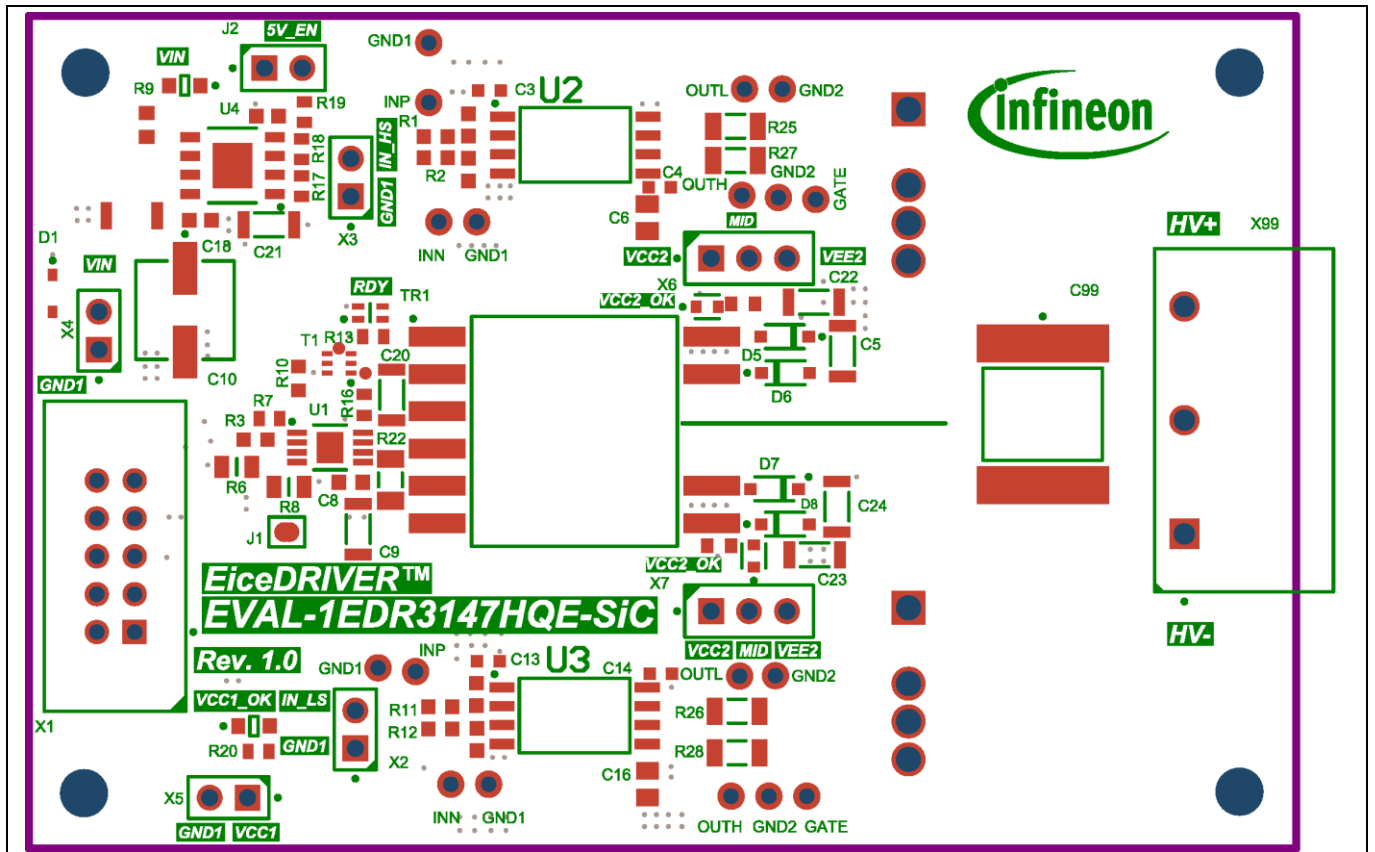 J2
5V_EN
GND1
VIN
R9
U4
R19
INP
C3
U2
OUTL
GND2
infineon
R1
R18
IN_HS
R25
R2
R27
R17
GND1
C4
OUTH
GND2
GATE
C6
MID
HV+
X99
D1
C18
C21
X3
INN
GND1
VCC2
VEE2
VIN
X6
C22
RDY
TR1
VCC2_OK
C99
X4
T1
R13
C5
C20
D5
GND1
C10
R10
D6
R7
R16
U1
R3
R22
D7
R6
R8
C8
D8
C24
J1
C9
VCC2_OK
C23
EiceDRIVER™
X7
EVAL-1EDR3147HQE-SiC
HV-
VCC2
MID
VEE2
Rev. 1.0
GND1
INP
C13
U3
C14
OUTL
GND2
VCC1_OK
IN_LS
X1
R11
R26
R20
GND1
R12
R28
X2
C16
X5
INN
GND1
GND1
VCC1
OUTH
GND2
GATE